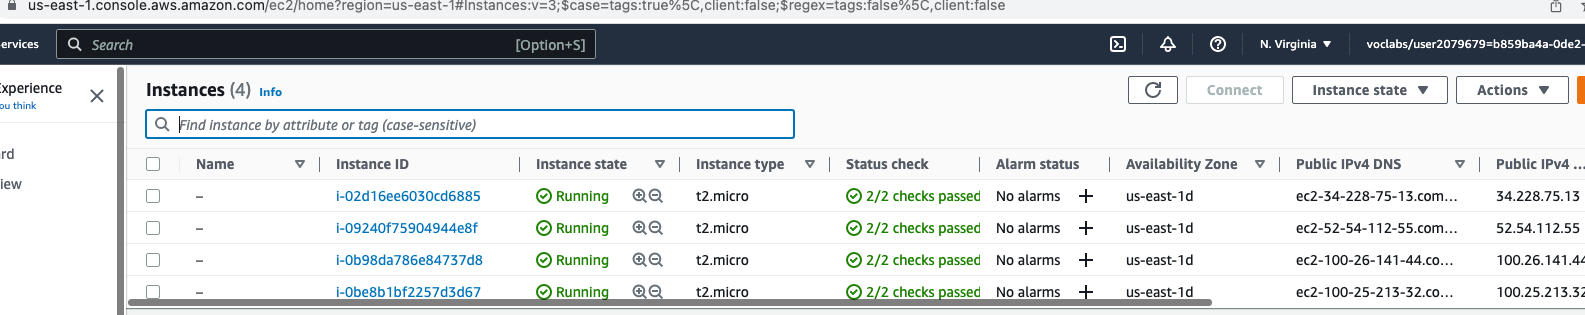 us-east-1.console.aws.amazon.com/ec2/home?region=us-east-1#Instances:v=3;$case=tags:true%5C,client:false;$regex=tags:false%5C,client:false
ervices Search [Option+S] N. Virginia voclabs/user2079679=b859ba4a-0de2-
xperience
ou think
rd
iew
Instances (4) Info Connect Instance state Actions
Find instance by attribute or tag (case-sensitive)
Name Instance ID Instance state Instance type Status check Alarm status Availability Zone Public IPv4 DNS Public IPv4 ...
– i-02d16ee6030cd6885 Running t2.micro 2/2 checks passed No alarms + us-east-1d ec2-34-228-75-13.com... 34.228.75.13
– i-09240f75904944e8f Running t2.micro 2/2 checks passed No alarms + us-east-1d ec2-52-54-112-55.com... 52.54.112.55
– i-0b98da786e84737d8 Running t2.micro 2/2 checks passed No alarms + us-east-1d ec2-100-26-141-44.co... 100.26.141.44
– i-0be8b1bf2257d3d67 Running t2.micro 2/2 checks passed No alarms + us-east-1d ec2-100-25-213-32.co... 100.25.213.32